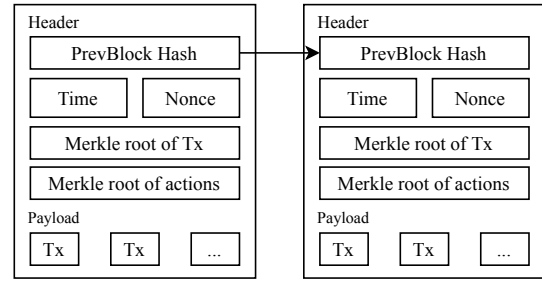 Header
PrevBlock Hash
Time
Nonce
Merkle root of Tx
Merkle root of actions
Payload
Tx
Tx
...
Header
PrevBlock Hash
Time
Nonce
Merkle root of Tx
Merkle root of actions
Payload
Tx
Tx
...